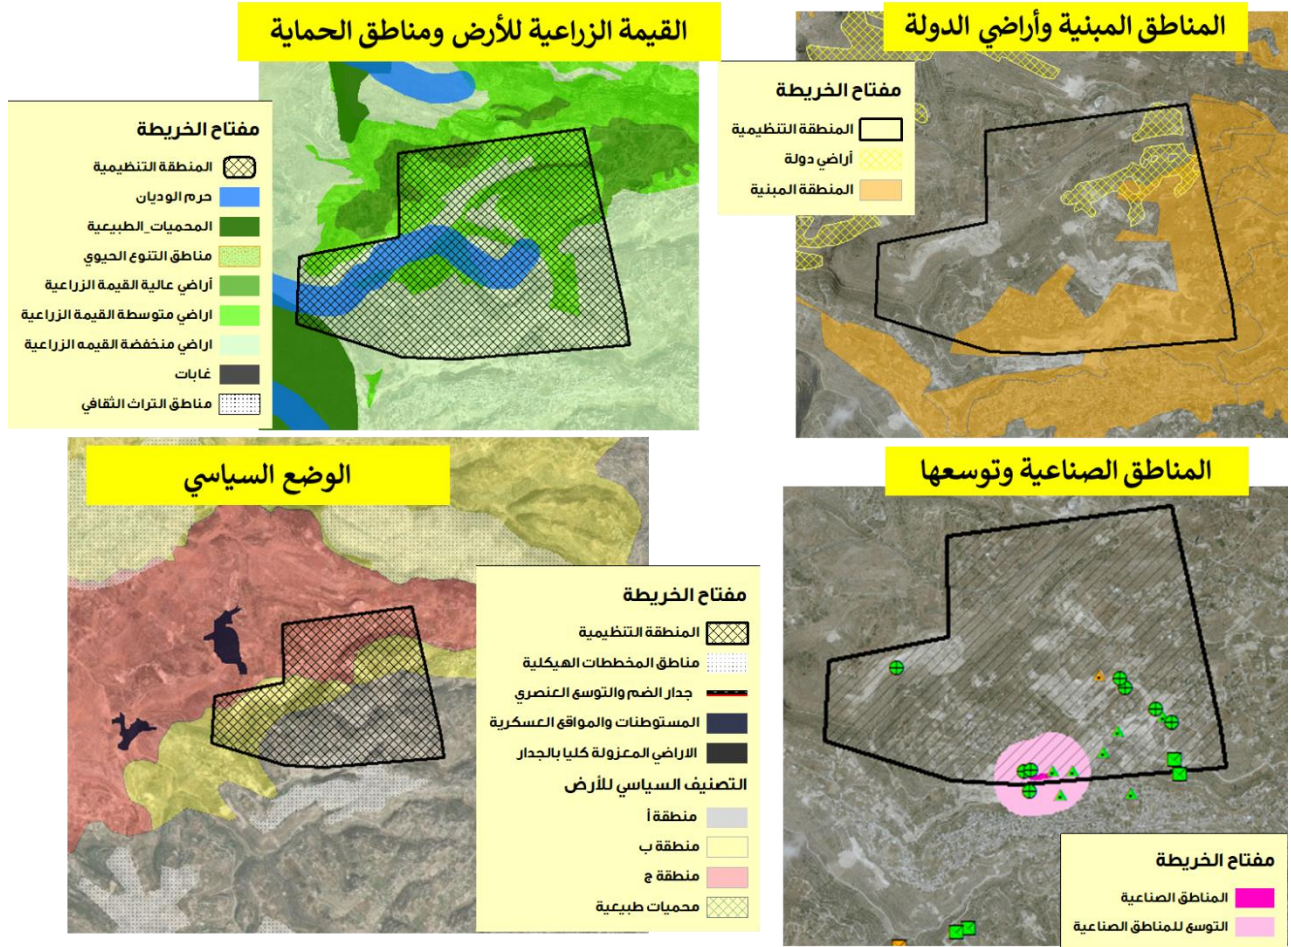 المناطق المبنية وأراضي الدولة
مفتاح الخريطة
المنطقة التنظيمية
أراضي دولة
المنطقة المبنية
القيمة الزراعية للأرض ومناطق الحماية
مفتاح الخريطة
المنطقة التنظيمية
حرم الوديان
المحميات_الطبيعية
مناطق التنوع الحيوي
أراضي عالية القيمة الزراعية
اراضي متوسطة القيمة الزراعية
اراضي منخفضة القيمه الزراعية
غابات
مناطق التراث الثقافي
المناطق الصناعية وتوسعها
مفتاح الخريطة
المناطق الصناعية
التوسع للمناطق الصناعية
الوضع السياسي
مفتاح الخريطة
المنطقة التنظيمية
مناطق المخططات الهيكلية
جدار الضم والتوسع العنصري
المستوطنات والمواقع العسكرية
الاراضي المعزولة كليا بالجدار
التصنيف السياسي للأرض
منطقة أ
منطقة ب
منطقة ج
محميات طبيعية